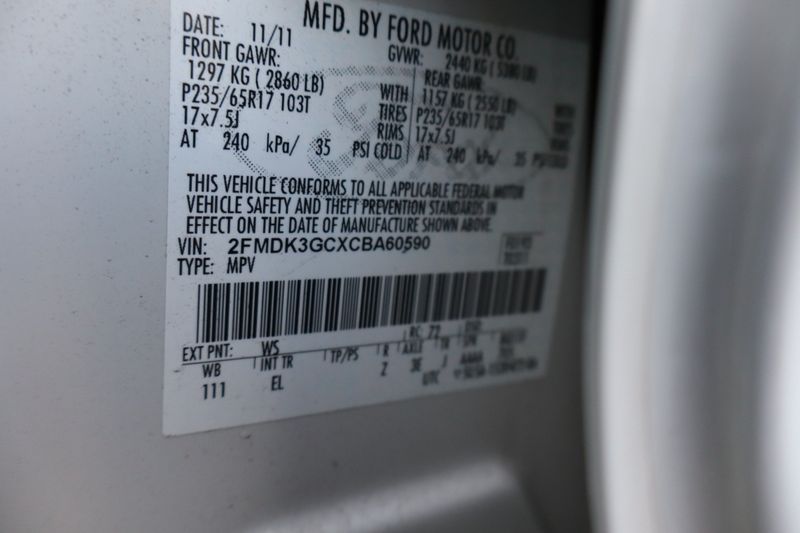 MFD. BY FORD MOTOR CO.
DATE: 11/11 GVWR: 2440 KG ( 5380 LB)
FRONT GAWR: REAR GAWR:
1297 KG ( 2860 LB) WITH 1157 KG ( 2550 LB)
P235/65R17 103T TIRES P235/65R17 103T
17x7.5J RIMS 17x7.5J
AT 240 kPa/ 35 PSI COLD AT 240 kPa/ 35
THIS VEHICLE CONFORMS TO ALL APPLICABLE FEDERAL MOTOR
VEHICLE SAFETY AND THEFT PREVENTION STANDARDS IN
EFFECT ON THE DATE OF MANUFACTURE SHOWN ABOVE.
VIN: 2FMDK3GCXCBA60590
TYPE: MPV
EXT PNT: WS RC: 72
WB INT TR TP/PS R AXLE TR
111 EL Z 3E J
UTC